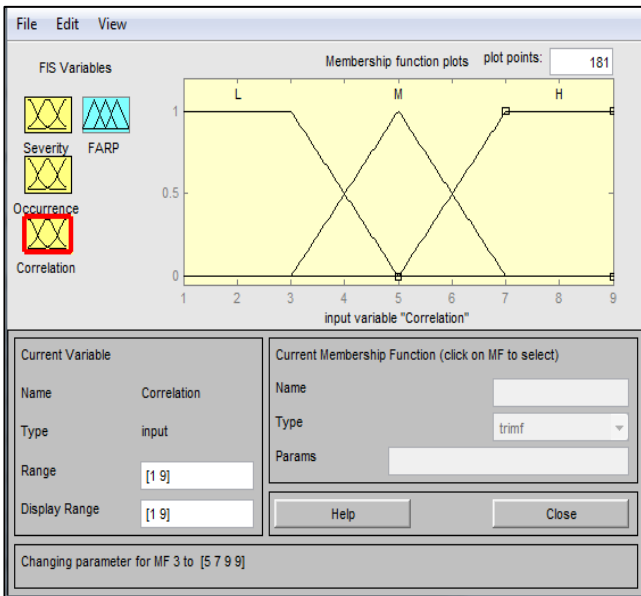 File Edit View
FIS Variables
Membership function plots plot points: 181
L M H
Severity FARP
Occurrence
Correlation
1
0.5
0
1 2 3 4 5 6 7 8 9
input variable "Correlation"
Current Variable
Name Correlation
Type input
Range [1 9]
Display Range [1 9]
Current Membership Function (click on MF to select)
Name
Type trimf
Params
Help Close
Changing parameter for MF 3 to [5 7 9 9]